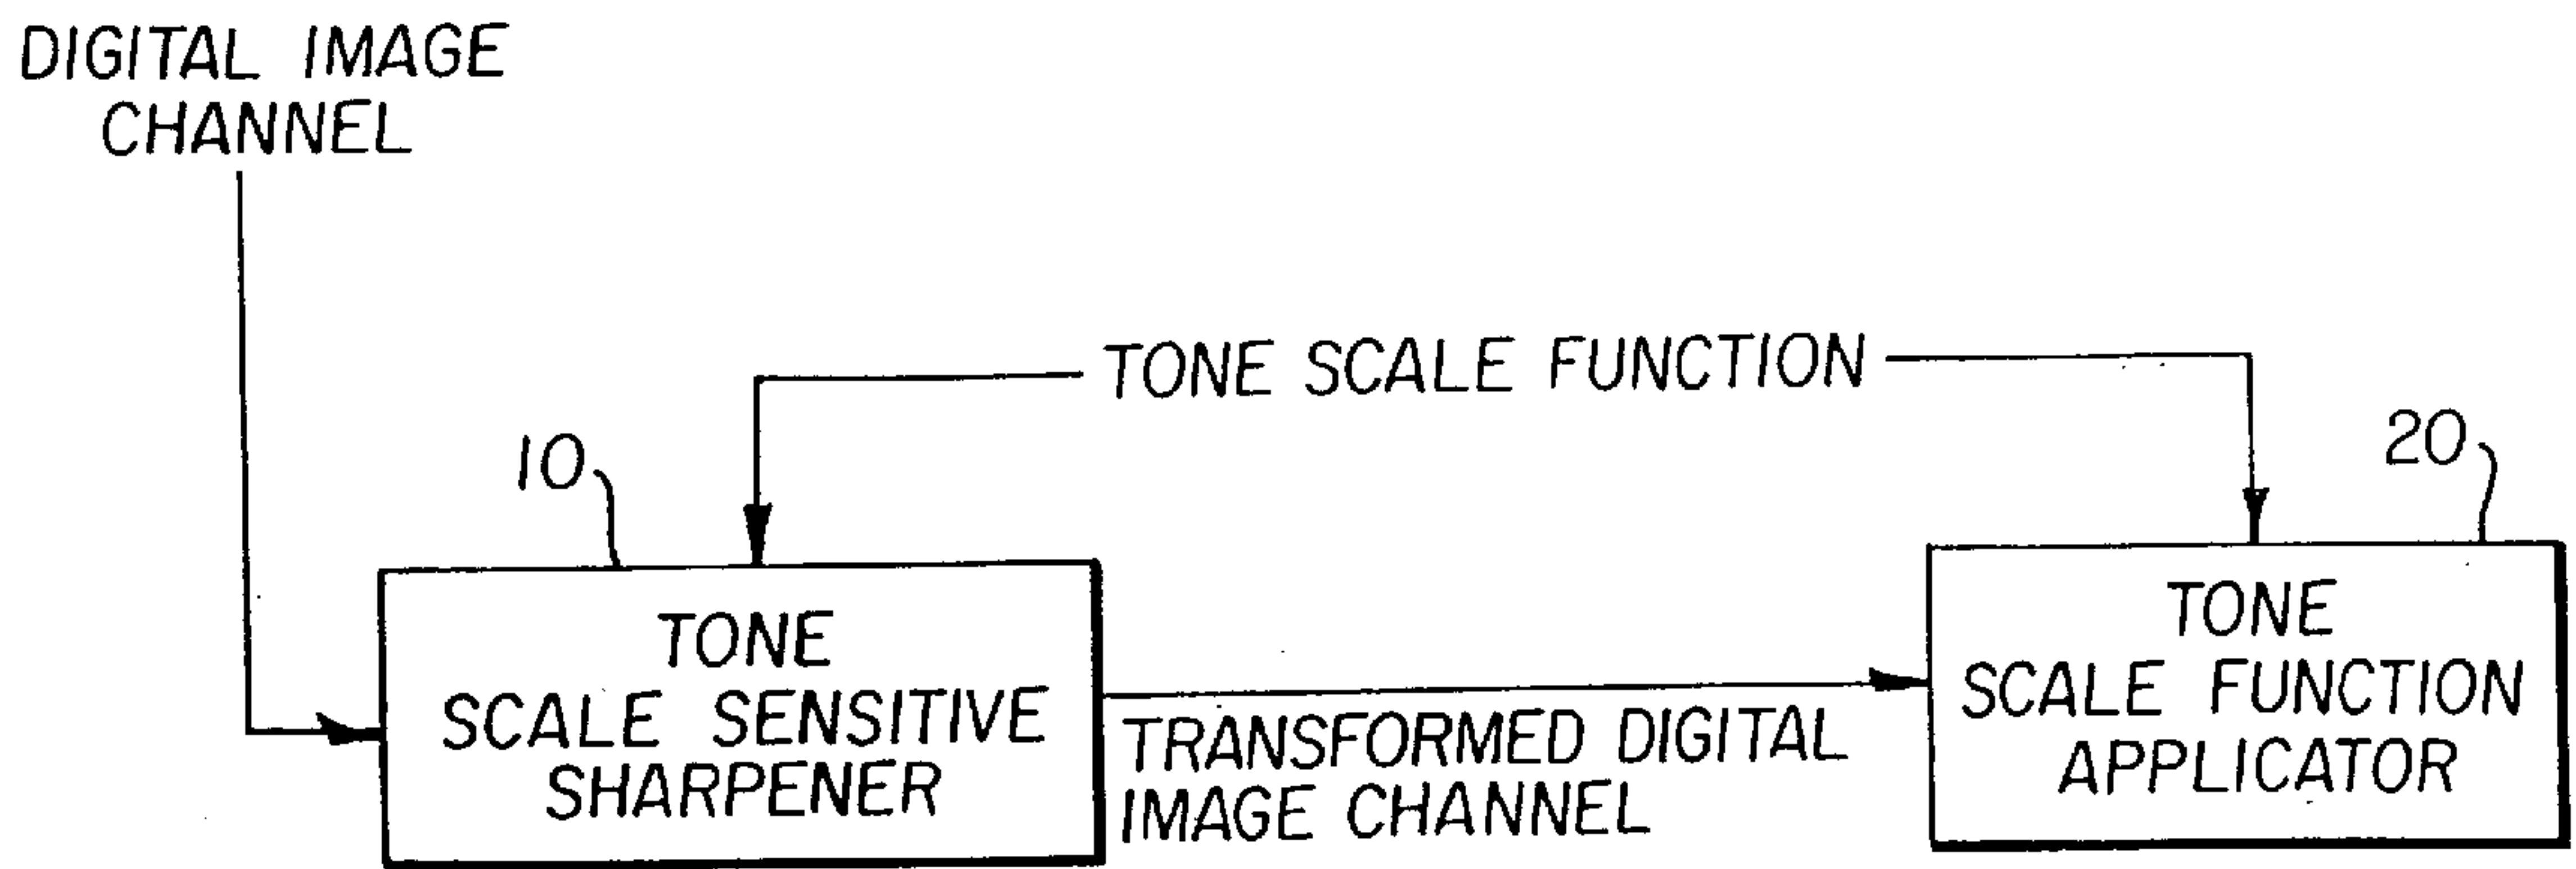 DIGITAL IMAGE
CHANNEL
TONE SCALE FUNCTION
10
20
TONE
SCALE SENSITIVE
SHARPENER
TRANSFORMED DIGITAL
IMAGE CHANNEL
TONE
SCALE FUNCTION
APPLICATOR